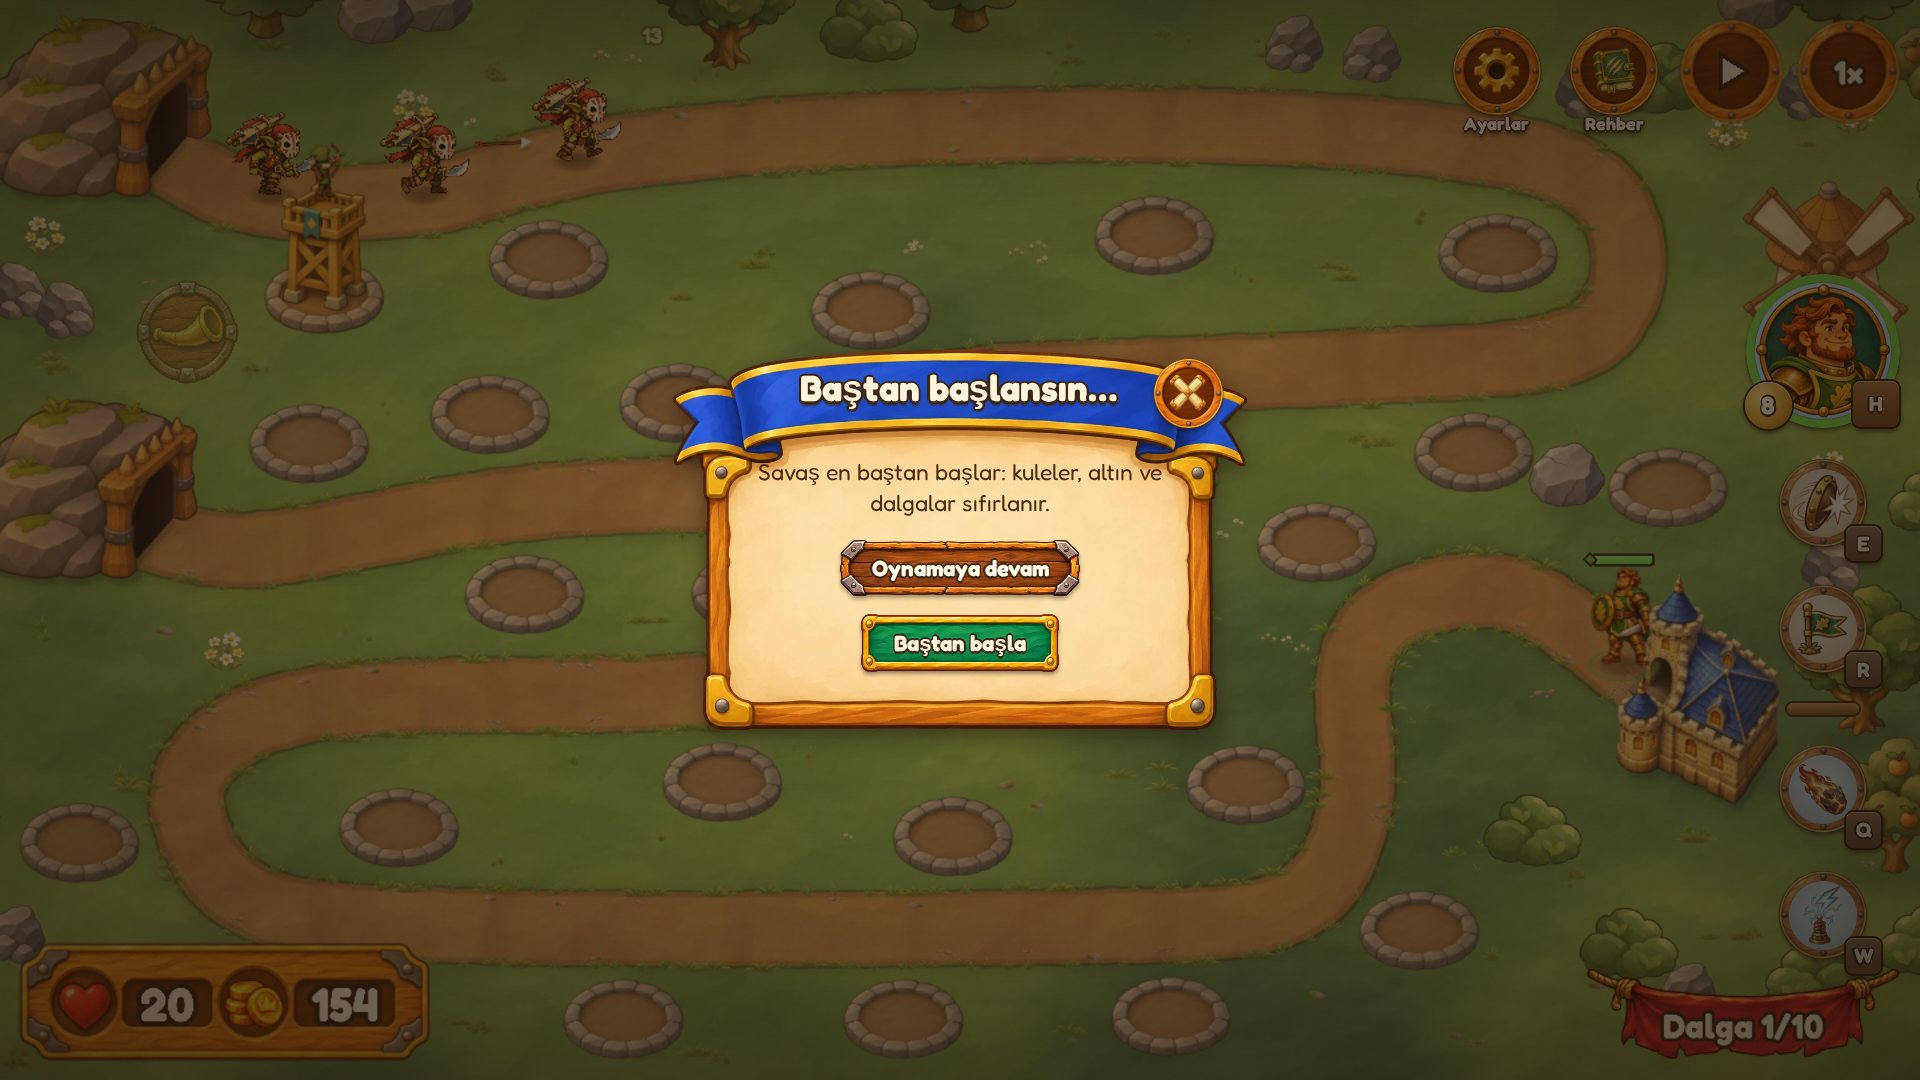 13
Ayarlar
Rehber
1x
Baştan başlansın...
8
H
Savaş en baştan başlar: kuleler, altın ve
dalgalar sıfırlanır.
Oynamaya devam
Baştan başla
E
R
Q
W
20
154
Dalga 1/10